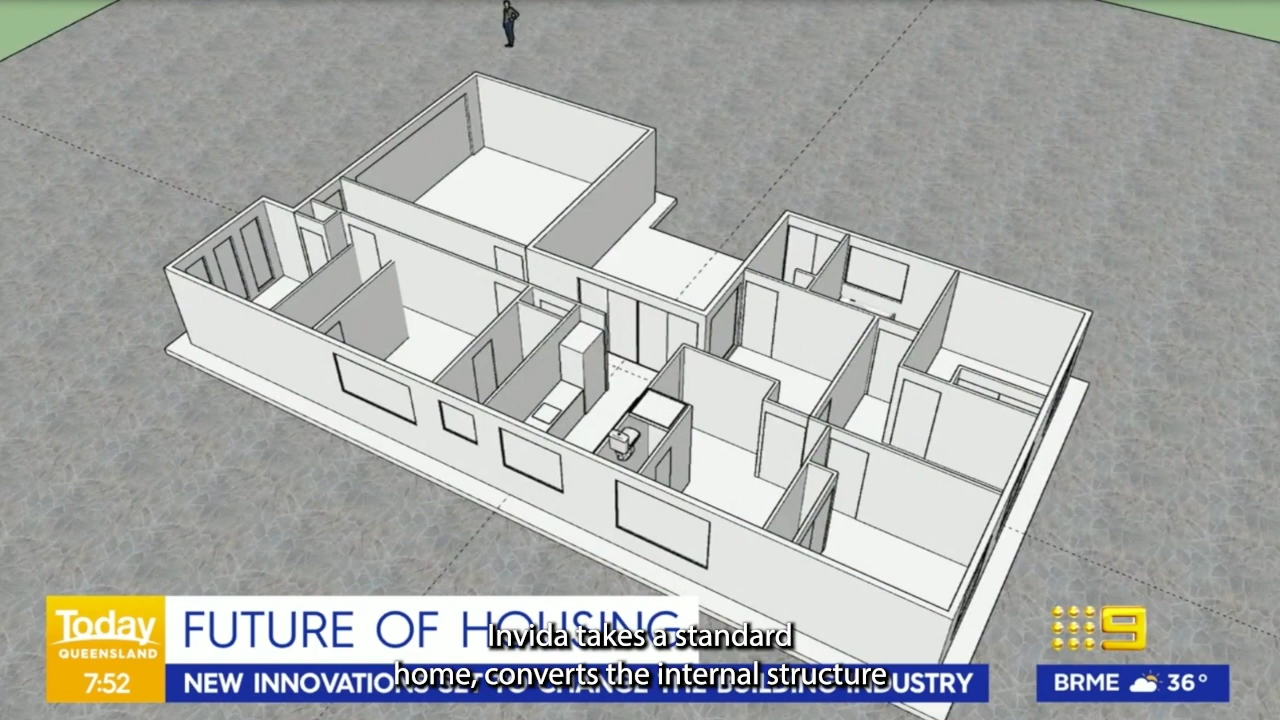 FUTURE OF HOUSING
Invida takes a standard
home, converts the internal structure
Today
QUEENSLAND
7:52
NEW INNOVATION TO CHANGE THE BUILDING INDUSTRY
9
BRME 36°